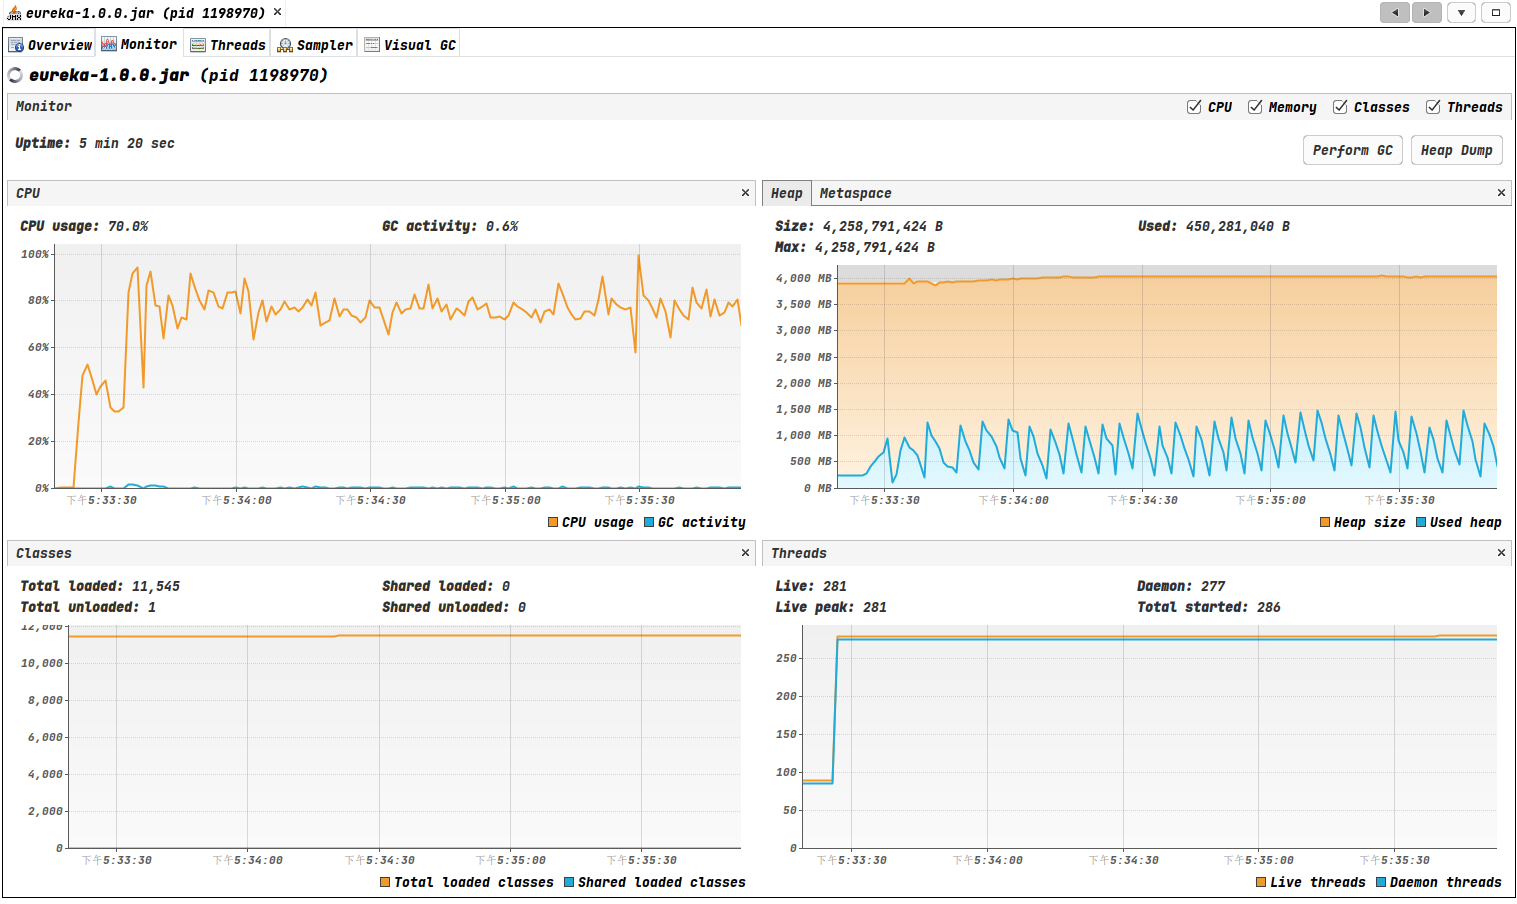 eureka-1.0.0.jar (pid 1198970)
Overview Monitor Threads Sampler Visual GC
eureka-1.0.0.jar (pid 1198970)
Monitor
CPU Memory Classes Threads
Uptime: 5 min 20 sec
Perform GC Heap Dump
CPU
CPU usage: 70.0% GC activity: 0.6%
100%
80%
60%
40%
20%
0%
下午5:33:30 下午5:34:00 下午5:34:30 下午5:35:00 下午5:35:30
CPU usage GC activity
Heap Metaspace
Size: 4,258,791,424 B Used: 450,281,040 B
Max: 4,258,791,424 B
4,000 MB
3,500 MB
3,000 MB
2,500 MB
2,000 MB
1,500 MB
1,000 MB
500 MB
0 MB
下午5:33:30 下午5:34:00 下午5:34:30 下午5:35:00 下午5:35:30
Heap size Used heap
Classes
Total loaded: 11,545 Shared loaded: 0
Total unloaded: 1 Shared unloaded: 0
12,000
10,000
8,000
6,000
4,000
2,000
0
下午5:33:30 下午5:34:00 下午5:34:30 下午5:35:00 下午5:35:30
Total loaded classes Shared loaded classes
Threads
Live: 281 Daemon: 277
Live peak: 281 Total started: 286
250
200
150
100
50
0
下午5:33:30 下午5:34:00 下午5:34:30 下午5:35:00 下午5:35:30
Live threads Daemon threads